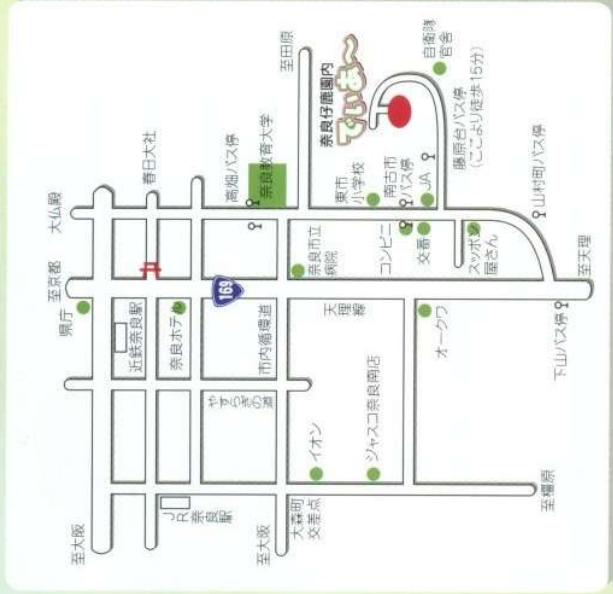 至大阪
県庁
至京都
大仏殿
近鉄奈良駅
春日大社
JR
奈良
駅
奈良ホテル
169
高畑バス停
奈良教育大学
やすらぎの道
市内循環道
至田原
至大阪
大森町
交差点
イオン
奈良市立
病院
奈良仔鹿園内
でぃあ〜
天理
線
東市
小学校
ジャスコ奈良南店
コンビニ
南古市
バス停
交番
JA
自衛隊
官舎
オークワ
スッポン
屋さん
藤原台バス停
(ここより徒歩15分)
山村町バス停
至橿原
下山バス停
至天理